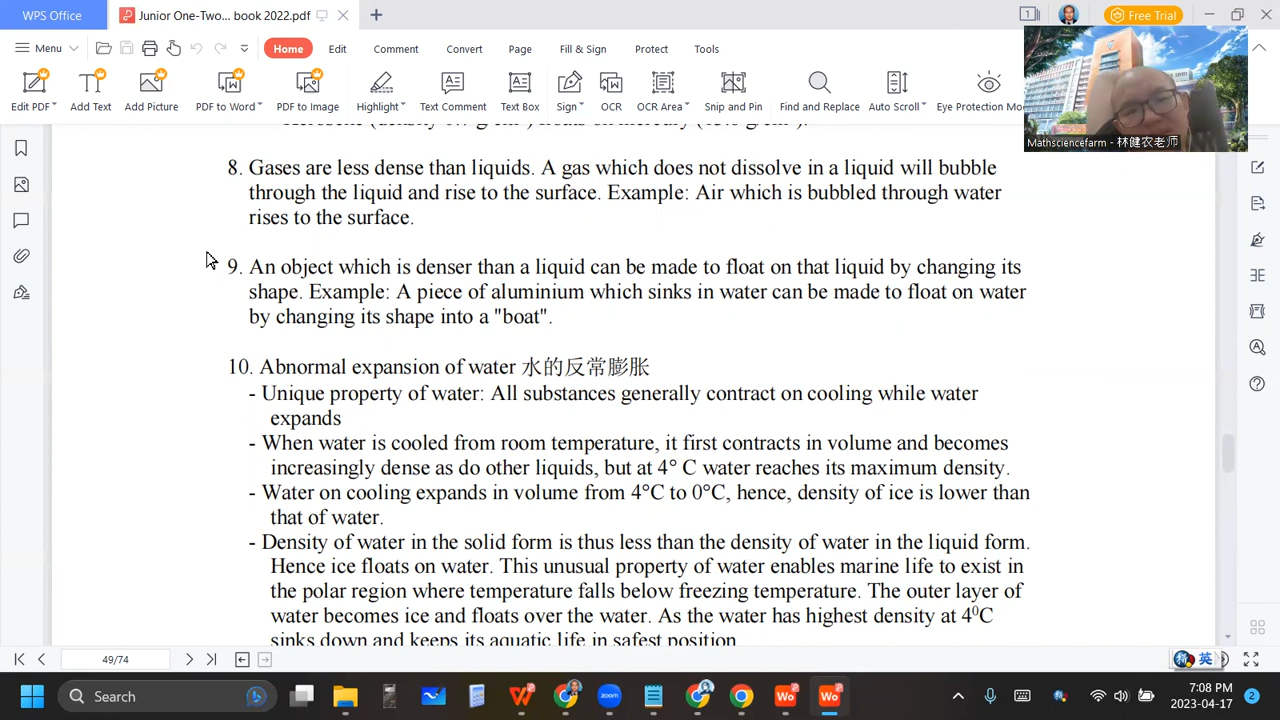 WPS Office
Junior One-Two... book 2022.pdf
1
Free Trial
Menu
Home
Edit
Comment
Convert
Page
Fill & Sign
Protect
Tools
Edit PDF
Add Text
Add Picture
PDF to Word
PDF to Image
Highlight
Text Comment
Text Box
Sign
OCR
OCR Area
Snip and Pin
Find and Replace
Auto Scroll
Eye Protection Mo
Mathsciencefarm - 林健农老师
8. Gases are less dense than liquids. A gas which does not dissolve in a liquid will bubble
through the liquid and rise to the surface. Example: Air which is bubbled through water
rises to the surface.
9. An object which is denser than a liquid can be made to float on that liquid by changing its
shape. Example: A piece of aluminium which sinks in water can be made to float on water
by changing its shape into a "boat".
10. Abnormal expansion of water 水的反常膨胀
- Unique property of water: All substances generally contract on cooling while water
expands
- When water is cooled from room temperature, it first contracts in volume and becomes
increasingly dense as do other liquids, but at 4° C water reaches its maximum density.
- Water on cooling expands in volume from 4°C to 0°C, hence, density of ice is lower than
that of water.
- Density of water in the solid form is thus less than the density of water in the liquid form.
Hence ice floats on water. This unusual property of water enables marine life to exist in
the polar region where temperature falls below freezing temperature. The outer layer of
water becomes ice and floats over the water. As the water has highest density at 4⁰C
sinks down and keeps its aquatic life in safest position
49/74
英
Search
zoom
7:08 PM
2023-04-17
2